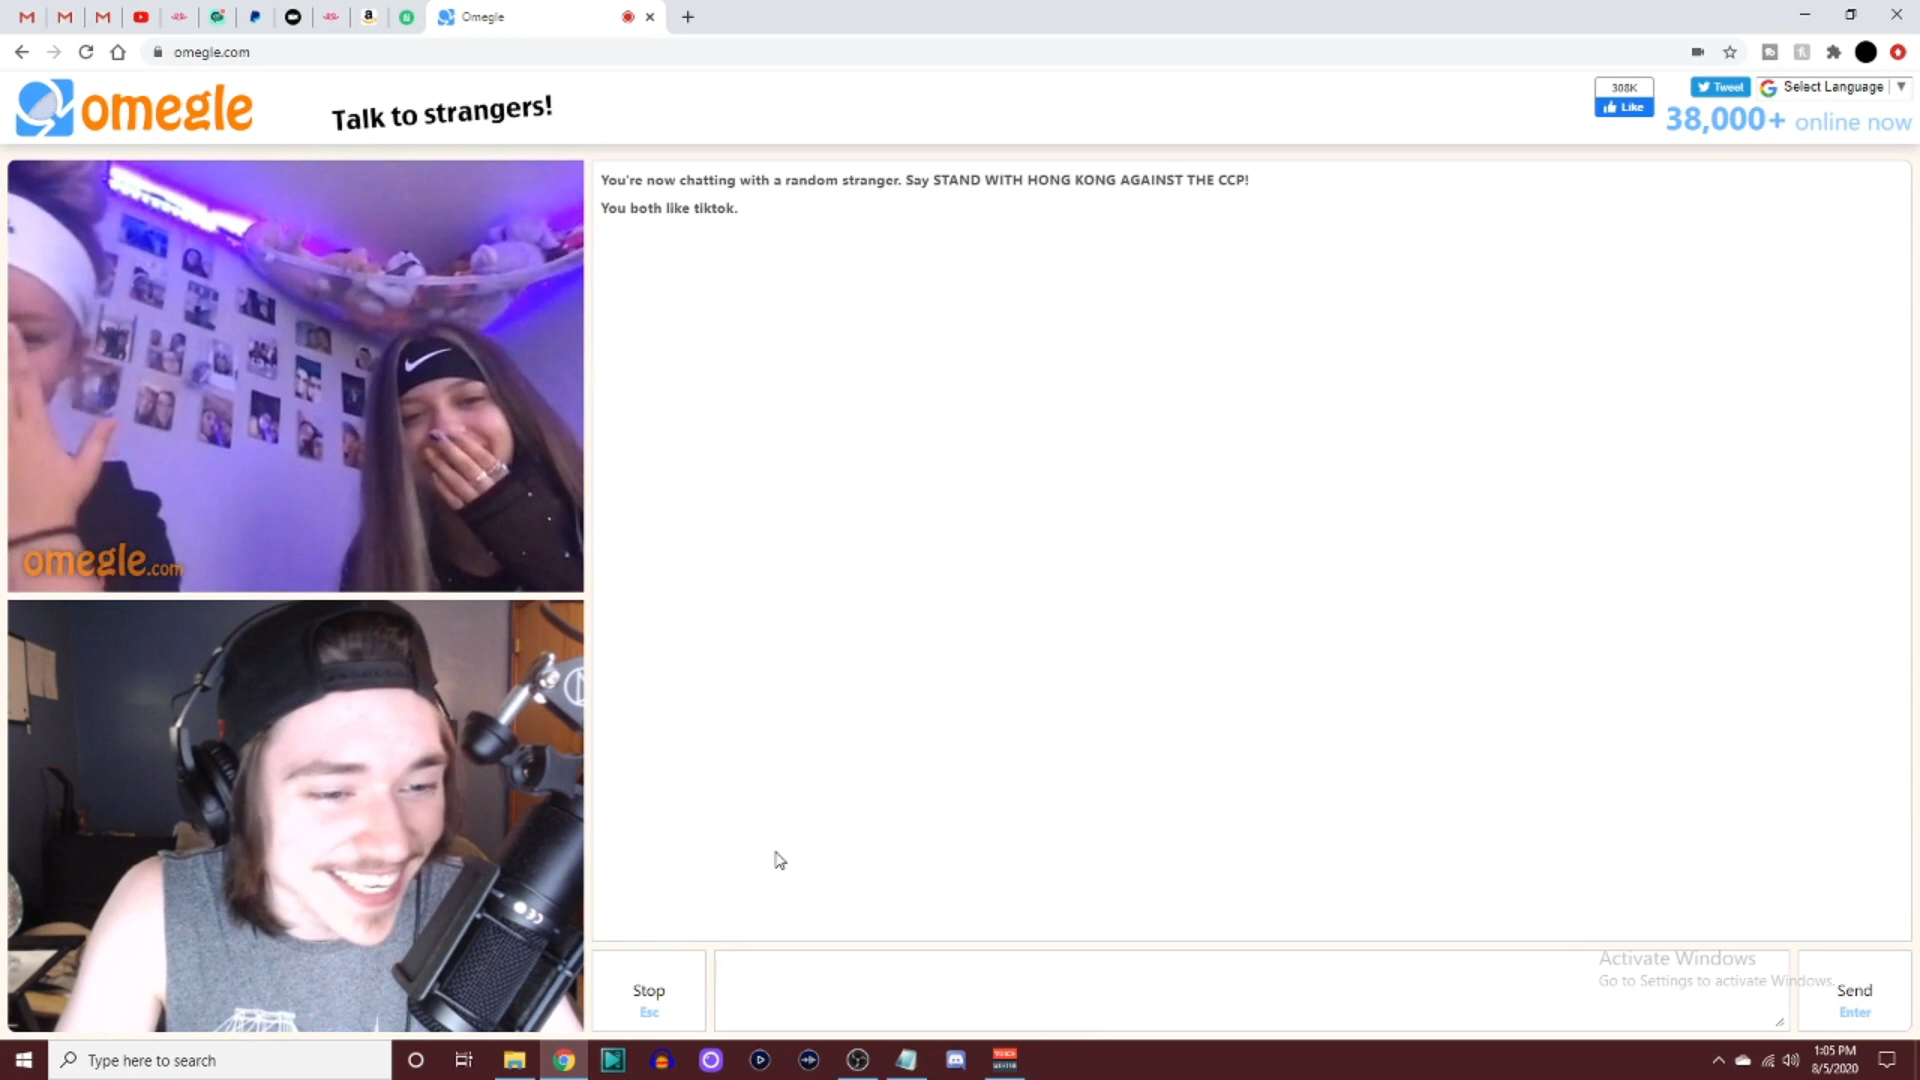 Omegle
omegle.com
omegle
Talk to strangers!
308K
Like
Tweet
Select Language
38,000+ online now
You're now chatting with a random stranger. Say STAND WITH HONG KONG AGAINST THE CCP!
You both like tiktok.
omegle.com
Stop
Esc
Activate Windows
Go to Settings to activate Windows.
Send
Enter
Type here to search
1:05 PM
8/5/2020